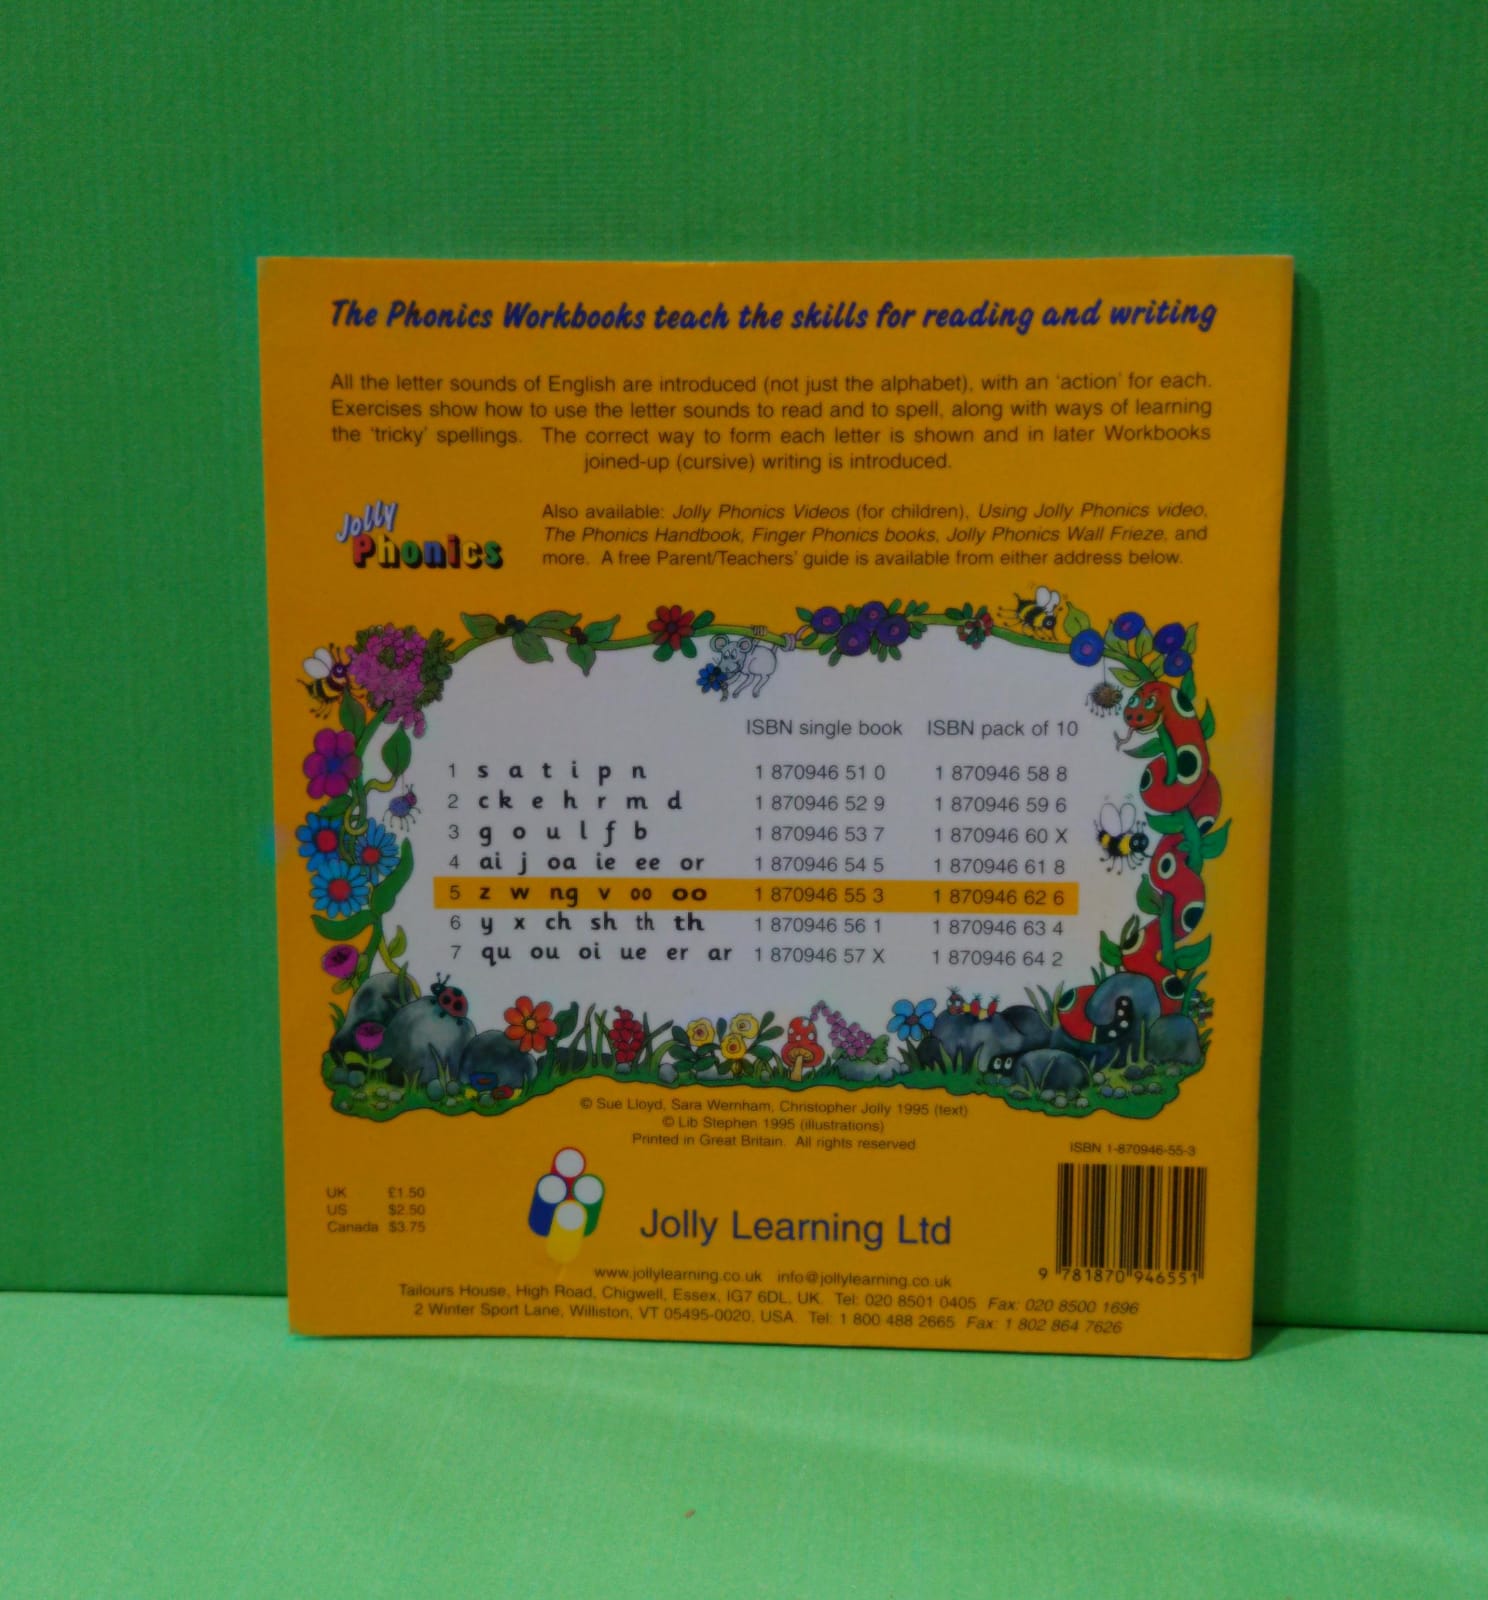 The Phonics Workbooks teach the skills for reading and writing
All the letter sounds of English are introduced (not just the alphabet), with an 'action' for each.
Exercises show how to use the letter sounds to read and to spell, along with ways of learning
the 'tricky' spellings. The correct way to form each letter is shown and in later Workbooks
joined-up (cursive) writing is introduced.
Jolly
Phonics
Also available: Jolly Phonics Videos (for children), Using Jolly Phonics video,
The Phonics Handbook, Finger Phonics books, Jolly Phonics Wall Frieze, and
more. A free Parent/Teachers' guide is available from either address below.
ISBN single book ISBN pack of 10
1 s a t i p n 1 870946 51 0 1 870946 58 8
2 ck e h r m d 1 870946 52 9 1 870946 59 6
3 g o u l f b 1 870946 53 7 1 870946 60 X
4 ai j oa ie ee or 1 870946 54 5 1 870946 61 8
5 z w ng v oo oo 1 870946 55 3 1 870946 62 6
6 y x ch sh th th 1 870946 56 1 1 870946 63 4
7 qu ou oi ue er ar 1 870946 57 X 1 870946 64 2
© Sue Lloyd, Sara Wernham, Christopher Jolly 1995 (text)
© Lib Stephen 1995 (illustrations)
Printed in Great Britain. All rights reserved
ISBN 1-870946-55-3
UK £1.50
US $2.50
Canada $3.75
Jolly Learning Ltd
9 781870 946551
www.jollylearning.co.uk info@jollylearning.co.uk
Tailours House, High Road, Chigwell, Essex, IG7 6DL, UK. Tel: 020 8501 0405 Fax: 020 8500 1696
2 Winter Sport Lane, Williston, VT 05495-0020, USA. Tel: 1 800 488 2665 Fax: 1 802 864 7626